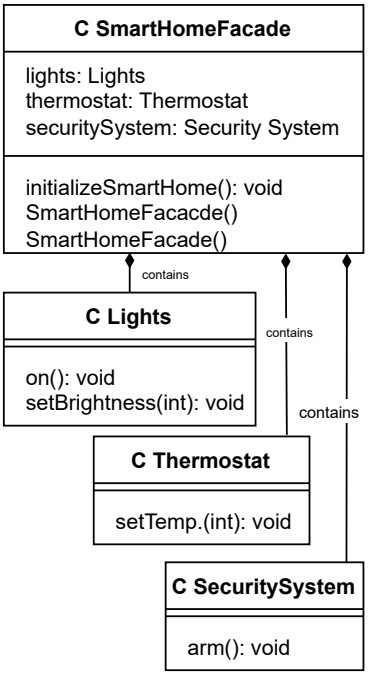 C SmartHomeFacade
lights: Lights
thermostat: Thermostat
securitySystem: Security System
initializeSmartHome(): void
SmartHomeFacacde()
SmartHomeFacade()
contains
C Lights
contains
on(): void
setBrightness(int): void
contains
C Thermostat
setTemp.(int): void
C SecuritySystem
arm(): void